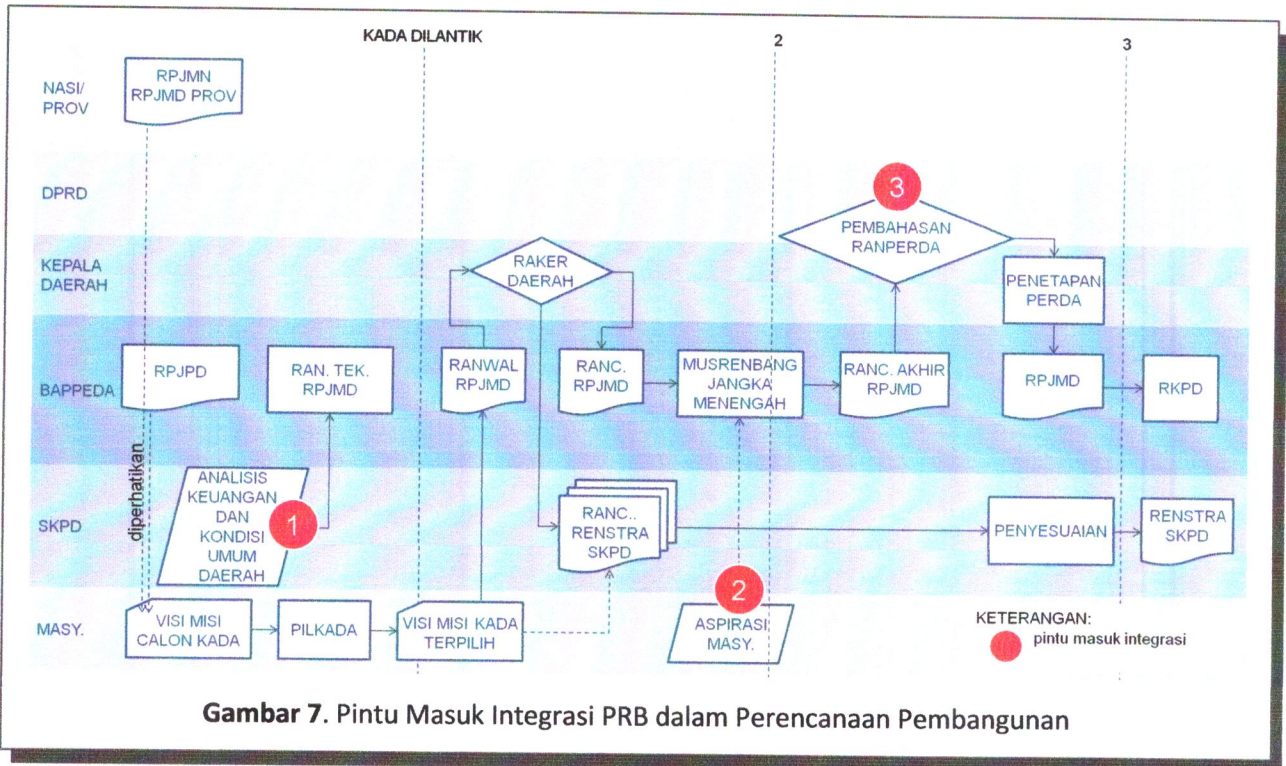 KADA DILANTIK
2
3
NASI/
PROV
RPJMN
RPJMD PROV
DPRD
3
PEMBAHASAN
RANPERDA
KEPALA
DAERAH
RAKER
DAERAH
PENETAPAN
PERDA
BAPPEDA
RPJPD
RAN. TEK.
RPJMD
RANWAL
RPJMD
RANC.
RPJMD
MUSRENBANG
JANGKA
MENENGAH
RANC. AKHIR
RPJMD
RPJMD
RKPD
diperhatikan
SKPD
ANALISIS
KEUANGAN
DAN
KONDISI
UMUM
DAERAH
1
RANC..
RENSTRA
SKPD
PENYESUAIAN
RENSTRA
SKPD
MASY.
VISI MISI
CALON KADA
PILKADA
VISI MISI KADA
TERPILIH
2
ASPIRASI
MASY.
KETERANGAN:
pintu masuk integrasi
Gambar 7. Pintu Masuk Integrasi PRB dalam Perencanaan Pembangunan